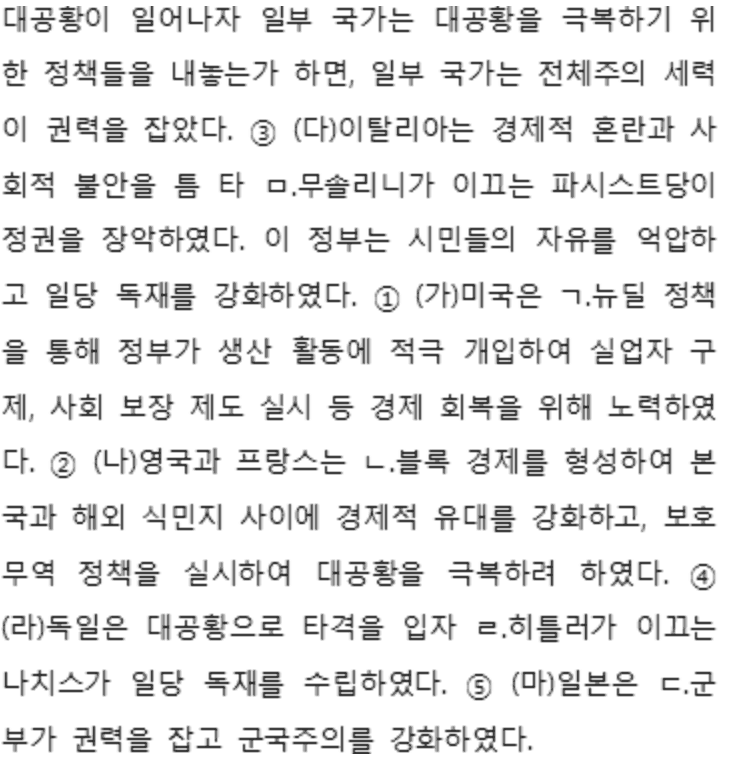 대공황이 일어나자 일부 국가는 대공황을 극복하기 위
한 정책들을 내놓는가 하면, 일부 국가는 전체주의 세력
이 권력을 잡았다. ③ (다)이탈리아는 경제적 혼란과 사
회적 불안을 틈 타 ㅁ.무솔리니가 이끄는 파시스트당이
정권을 장악하였다. 이 정부는 시민들의 자유를 억압하
고 일당 독재를 강화하였다. ① (가)미국은 ㄱ.뉴딜 정책
을 통해 정부가 생산 활동에 적극 개입하여 실업자 구
제, 사회 보장 제도 실시 등 경제 회복을 위해 노력하였
다. ② (나)영국과 프랑스는 ㄴ.블록 경제를 형성하여 본
국과 해외 식민지 사이에 경제적 유대를 강화하고, 보호
무역 정책을 실시하여 대공황을 극복하려 하였다. ④
(라)독일은 대공황으로 타격을 입자 ㄹ.히틀러가 이끄는
나치스가 일당 독재를 수립하였다. ⑤ (마)일본은 ㄷ.군
부가 권력을 잡고 군국주의를 강화하였다.